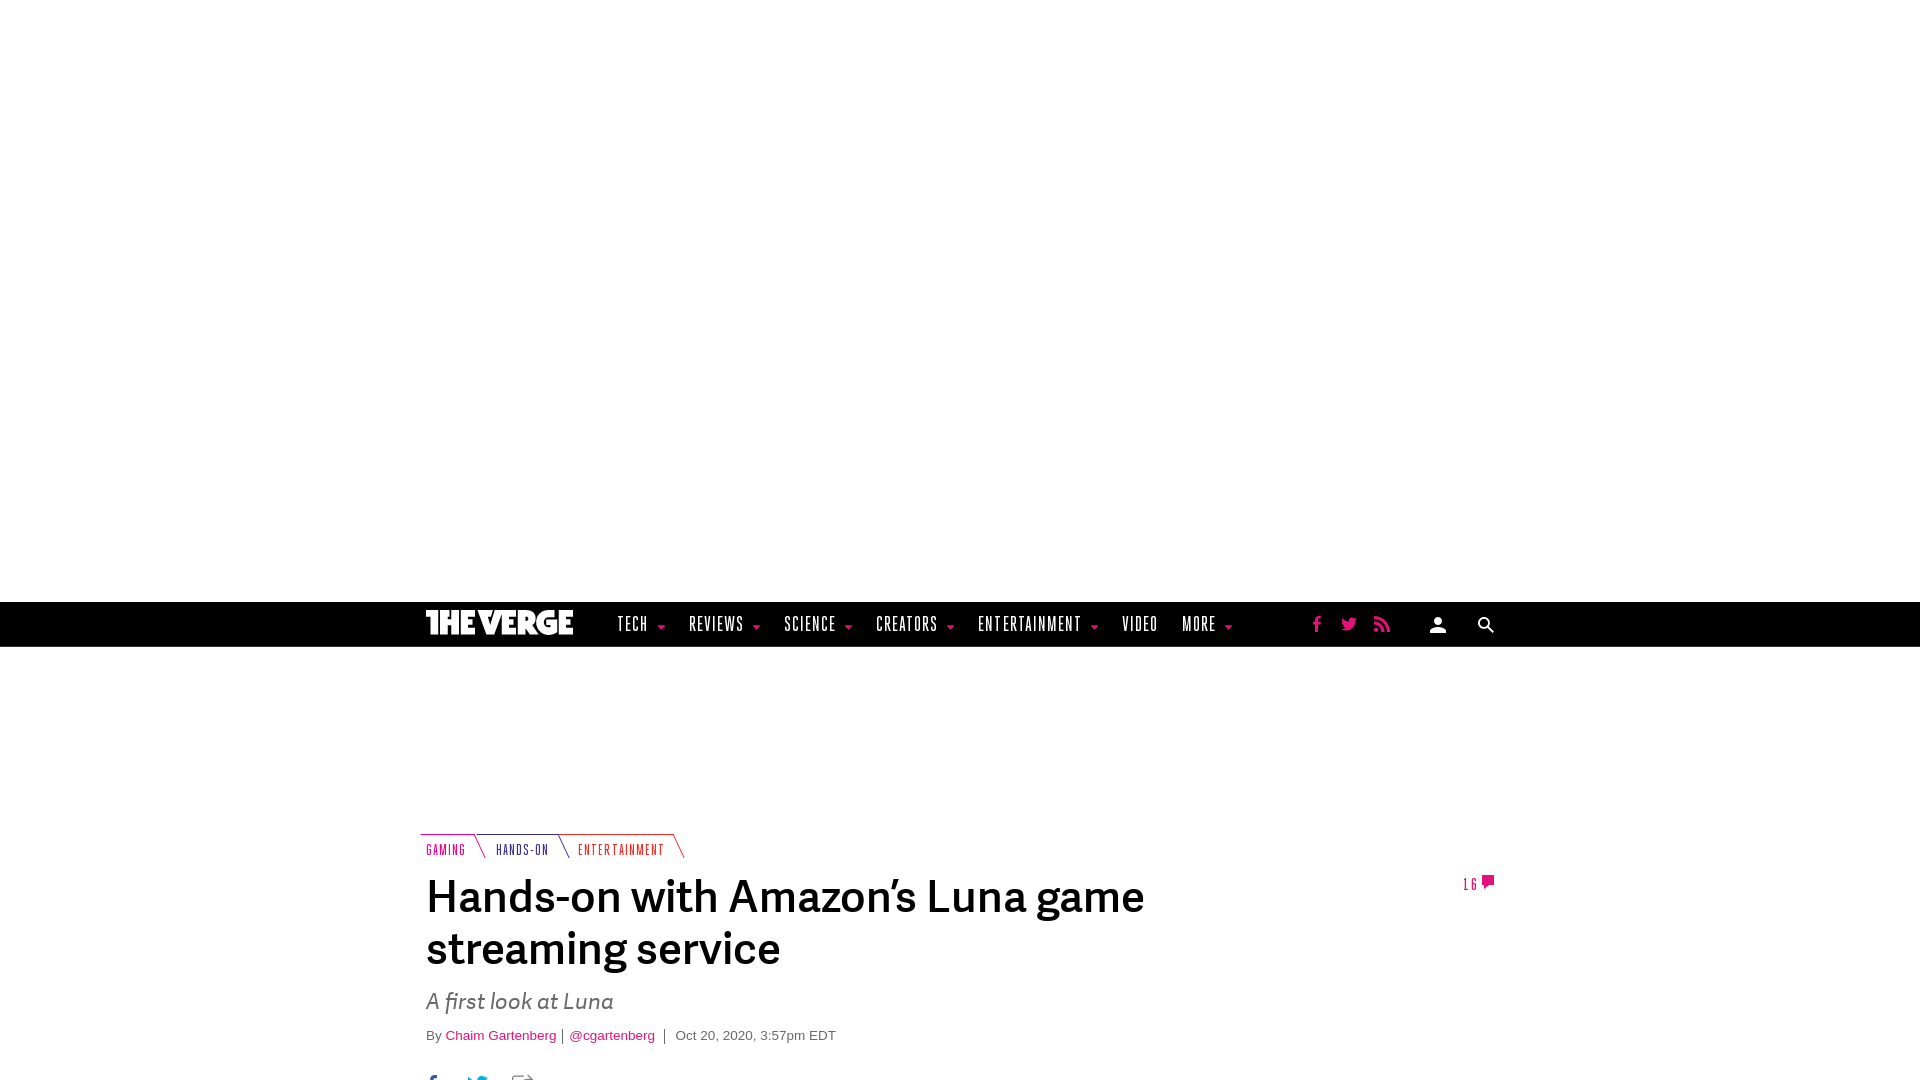 THE VERGE TECH REVIEWS SCIENCE CREATORS ENTERTAINMENT VIDEO MORE
GAMING HANDS-ON ENTERTAINMENT
Hands-on with Amazon’s Luna game
streaming service
16
A first look at Luna
By Chaim Gartenberg | @cgartenberg | Oct 20, 2020, 3:57pm EDT